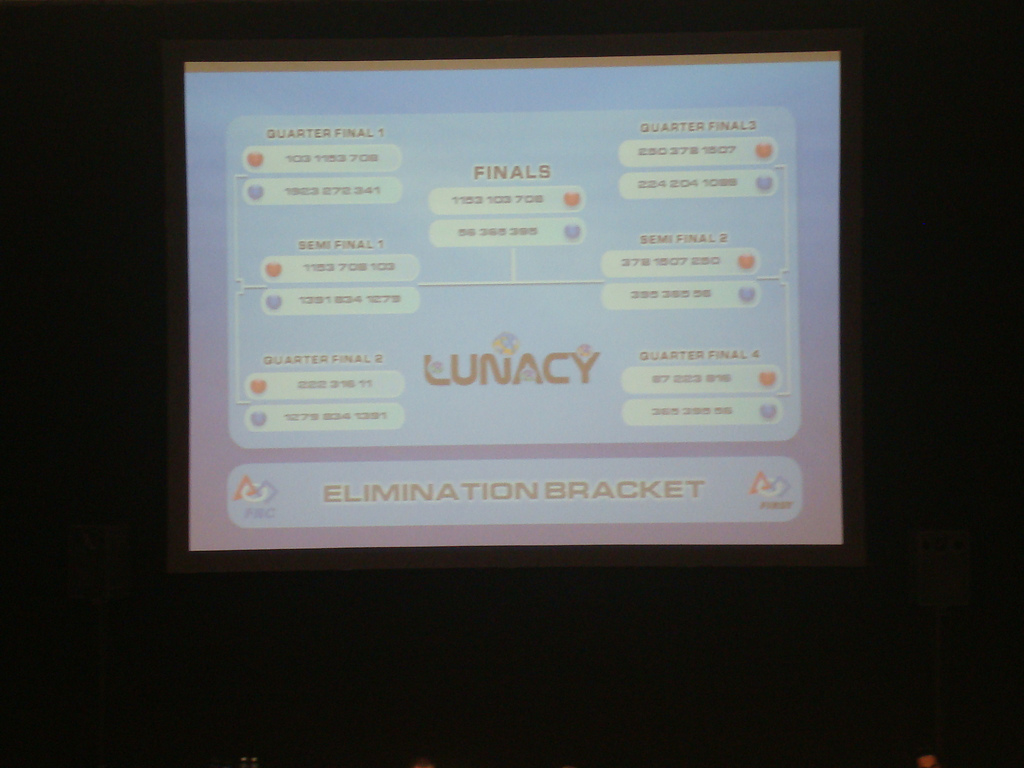 QUARTER FINAL 1
103 1153 708
1923 272 341
SEMI FINAL 1
1153 708 103
1391 834 1279
QUARTER FINAL 2
222 316 11
1279 834 1391
FINALS
1153 103 708
56 365 395
LUNACY
QUARTER FINAL3
250 378 1507
224 204
SEMI FINAL 2
378 1507 250
395 365 56
QUARTER FINAL 4
87 223 816
365 395 56
ELIMINATION BRACKET
FRC
FIRST